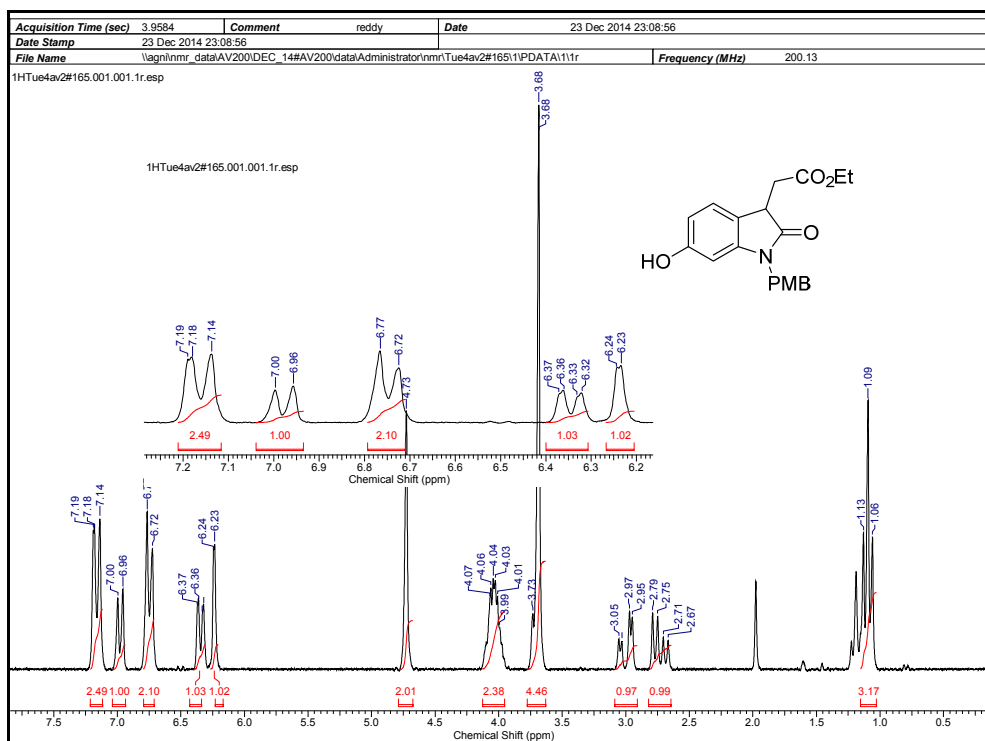 Acquisition Time (sec) 3.9584 Comment reddy Date 23 Dec 2014 23:08:56
Date Stamp 23 Dec 2014 23:08:56
File Name \\agni\nmr_data\AV200\DEC_14#AV200\data\Administrator\nmr\Tue4av2#165\1\PDATA\1\1r Frequency (MHz) 200.13
1HTue4av2#165.001.001.1r.esp
3.68
3.68
1HTue4av2#165.001.001.1r.esp
CO2Et
O
HO
N
PMB
7.19 7.18 7.14 7.00 6.96 6.77 6.72 4.73 6.37 6.36 6.33 6.32 6.24 6.23
2.49 1.00 2.10 1.03 1.02
7.2 7.1 7.0 6.9 6.8 6.7 6.6 6.5 6.4 6.3 6.2
Chemical Shift (ppm)
7.19 7.18 7.14 7.00 6.96 6.72 6.37 6.36 6.24 6.23 4.07 4.06 4.04 4.03 4.01 3.99 3.73 3.05 2.97 2.95 2.79 2.75 2.71 2.67 1.13 1.09 1.06
2.49 1.00 2.10 1.03 1.02 2.01 2.38 4.46 0.97 0.99 3.17
7.5 7.0 6.5 6.0 5.5 5.0 4.5 4.0 3.5 3.0 2.5 2.0 1.5 1.0 0.5
Chemical Shift (ppm)